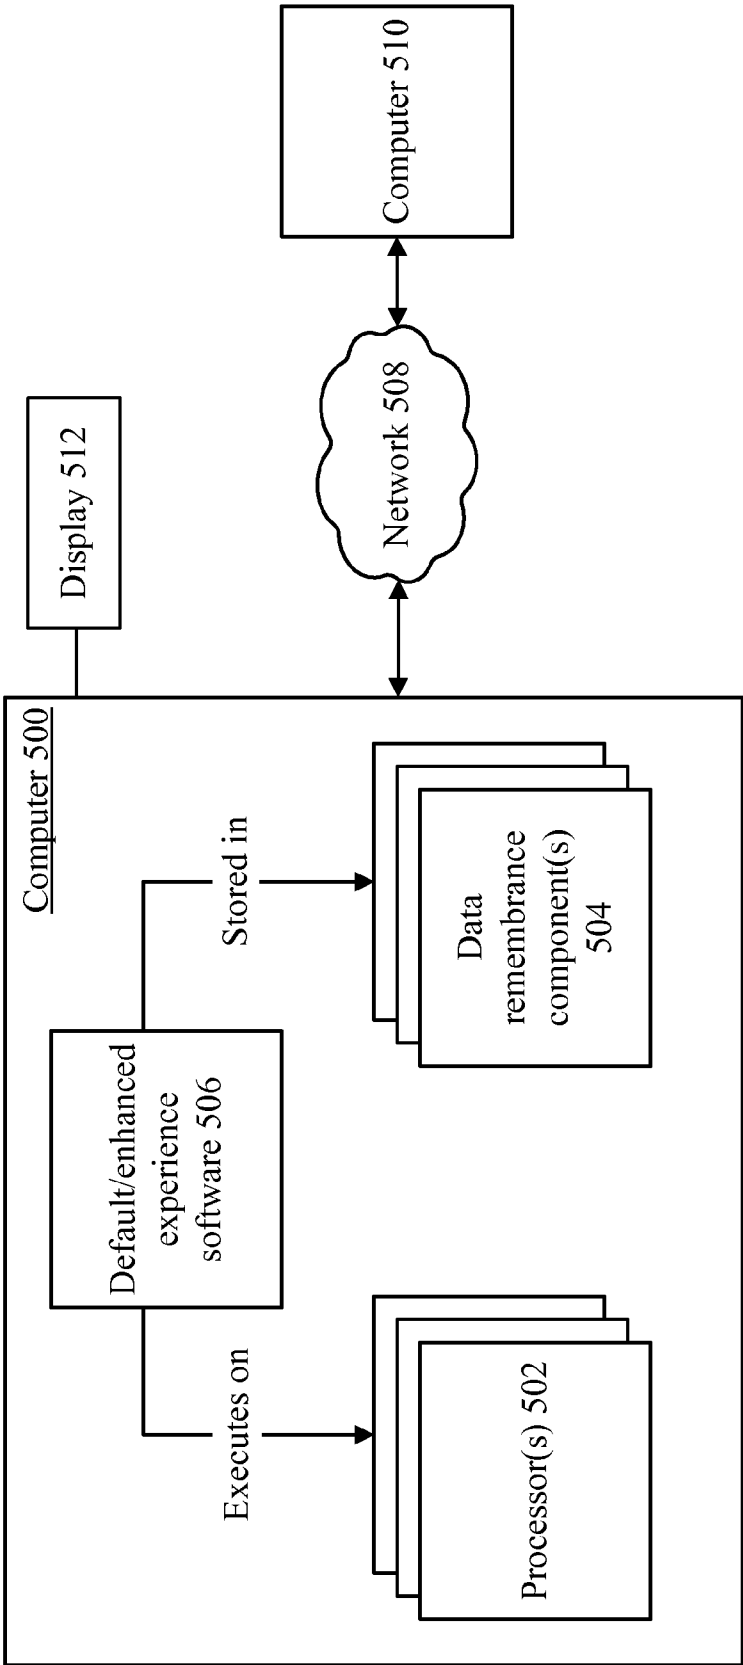 Computer 500
Default/enhanced
experience
software 506
Executes on
Stored in
Processor(s) 502
Data
remembrance
component(s)
504
Display 512
Network 508
Computer 510